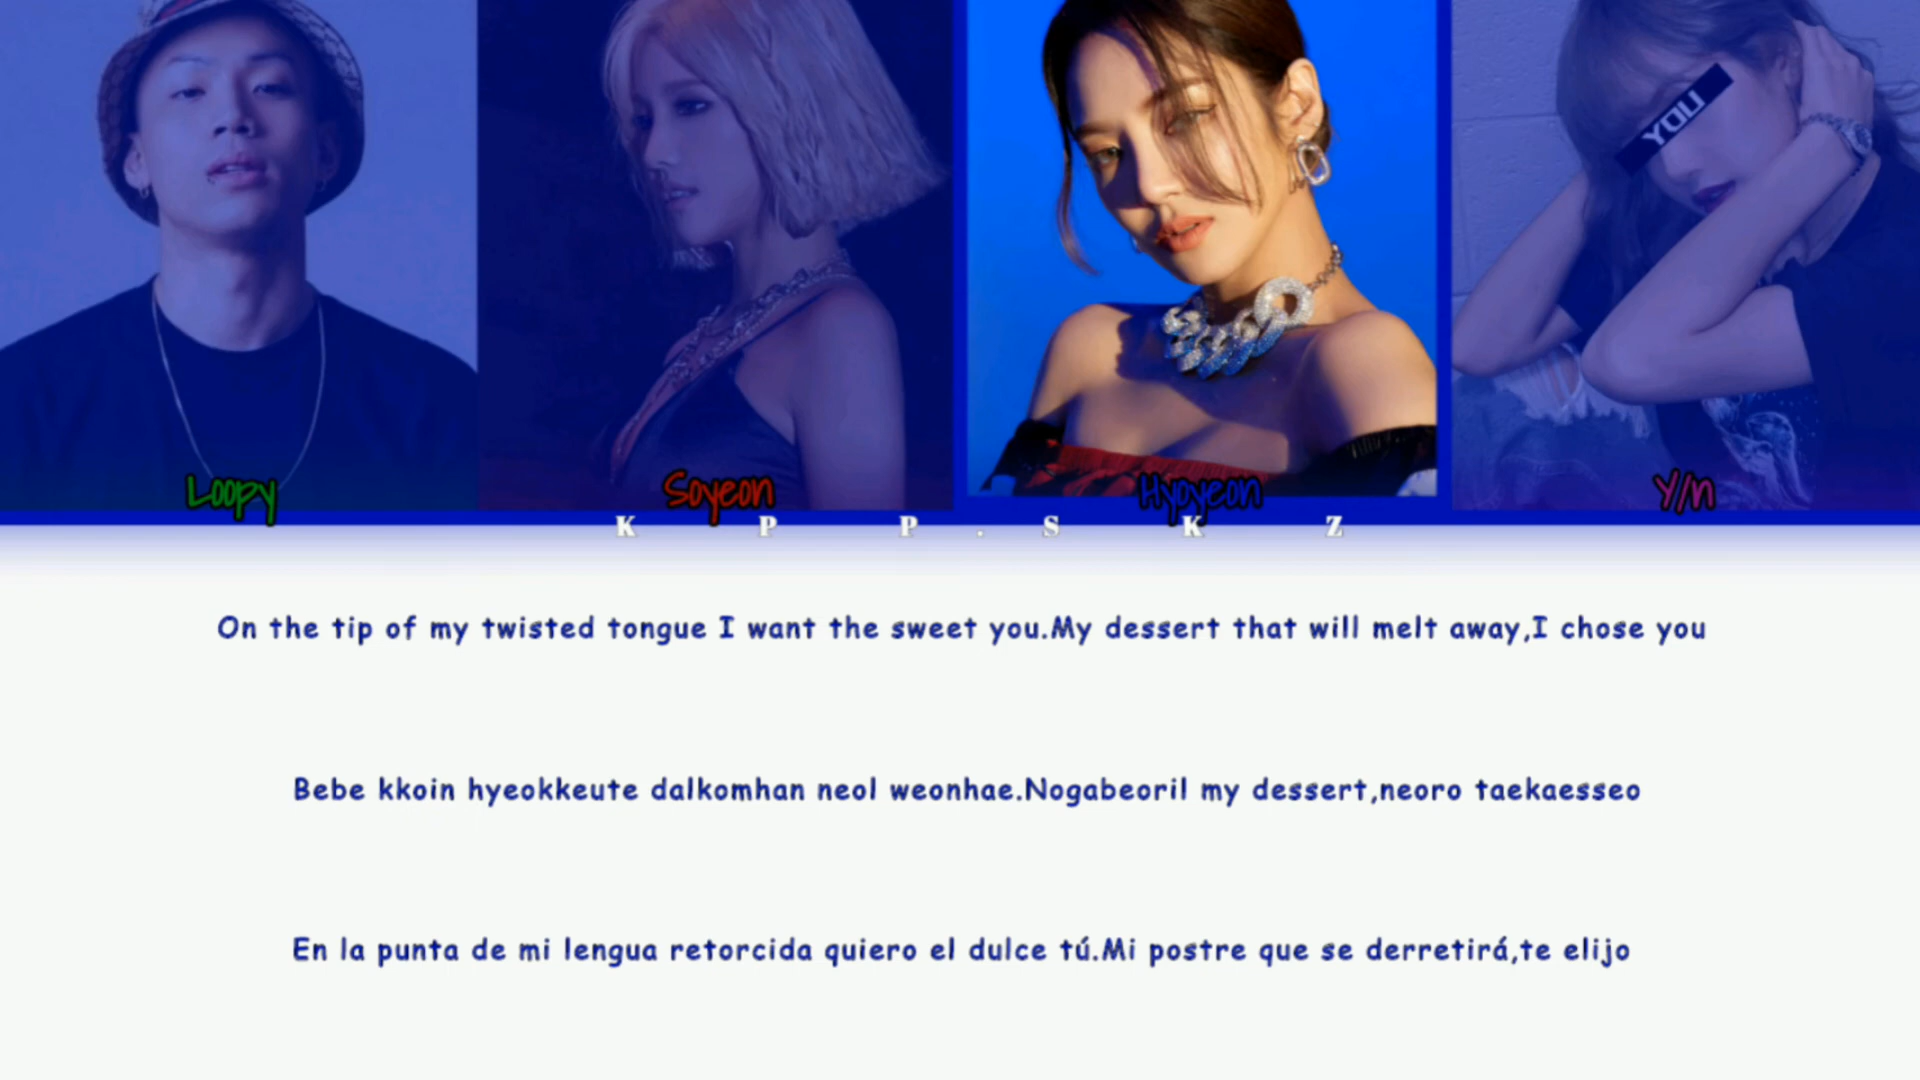 YOU
Loopy
Soyeon
Hyoyeon
Y/n
K P P . S K Z
On the tip of my twisted tongue I want the sweet you.My dessert that will melt away,I chose you
Bebe kkoin hyeokkeute dalkomhan neol weonhae.Nogabeoril my dessert,neoro taekaesseo
En la punta de mi lengua retorcida quiero el dulce tú.Mi postre que se derretirá,te elijo